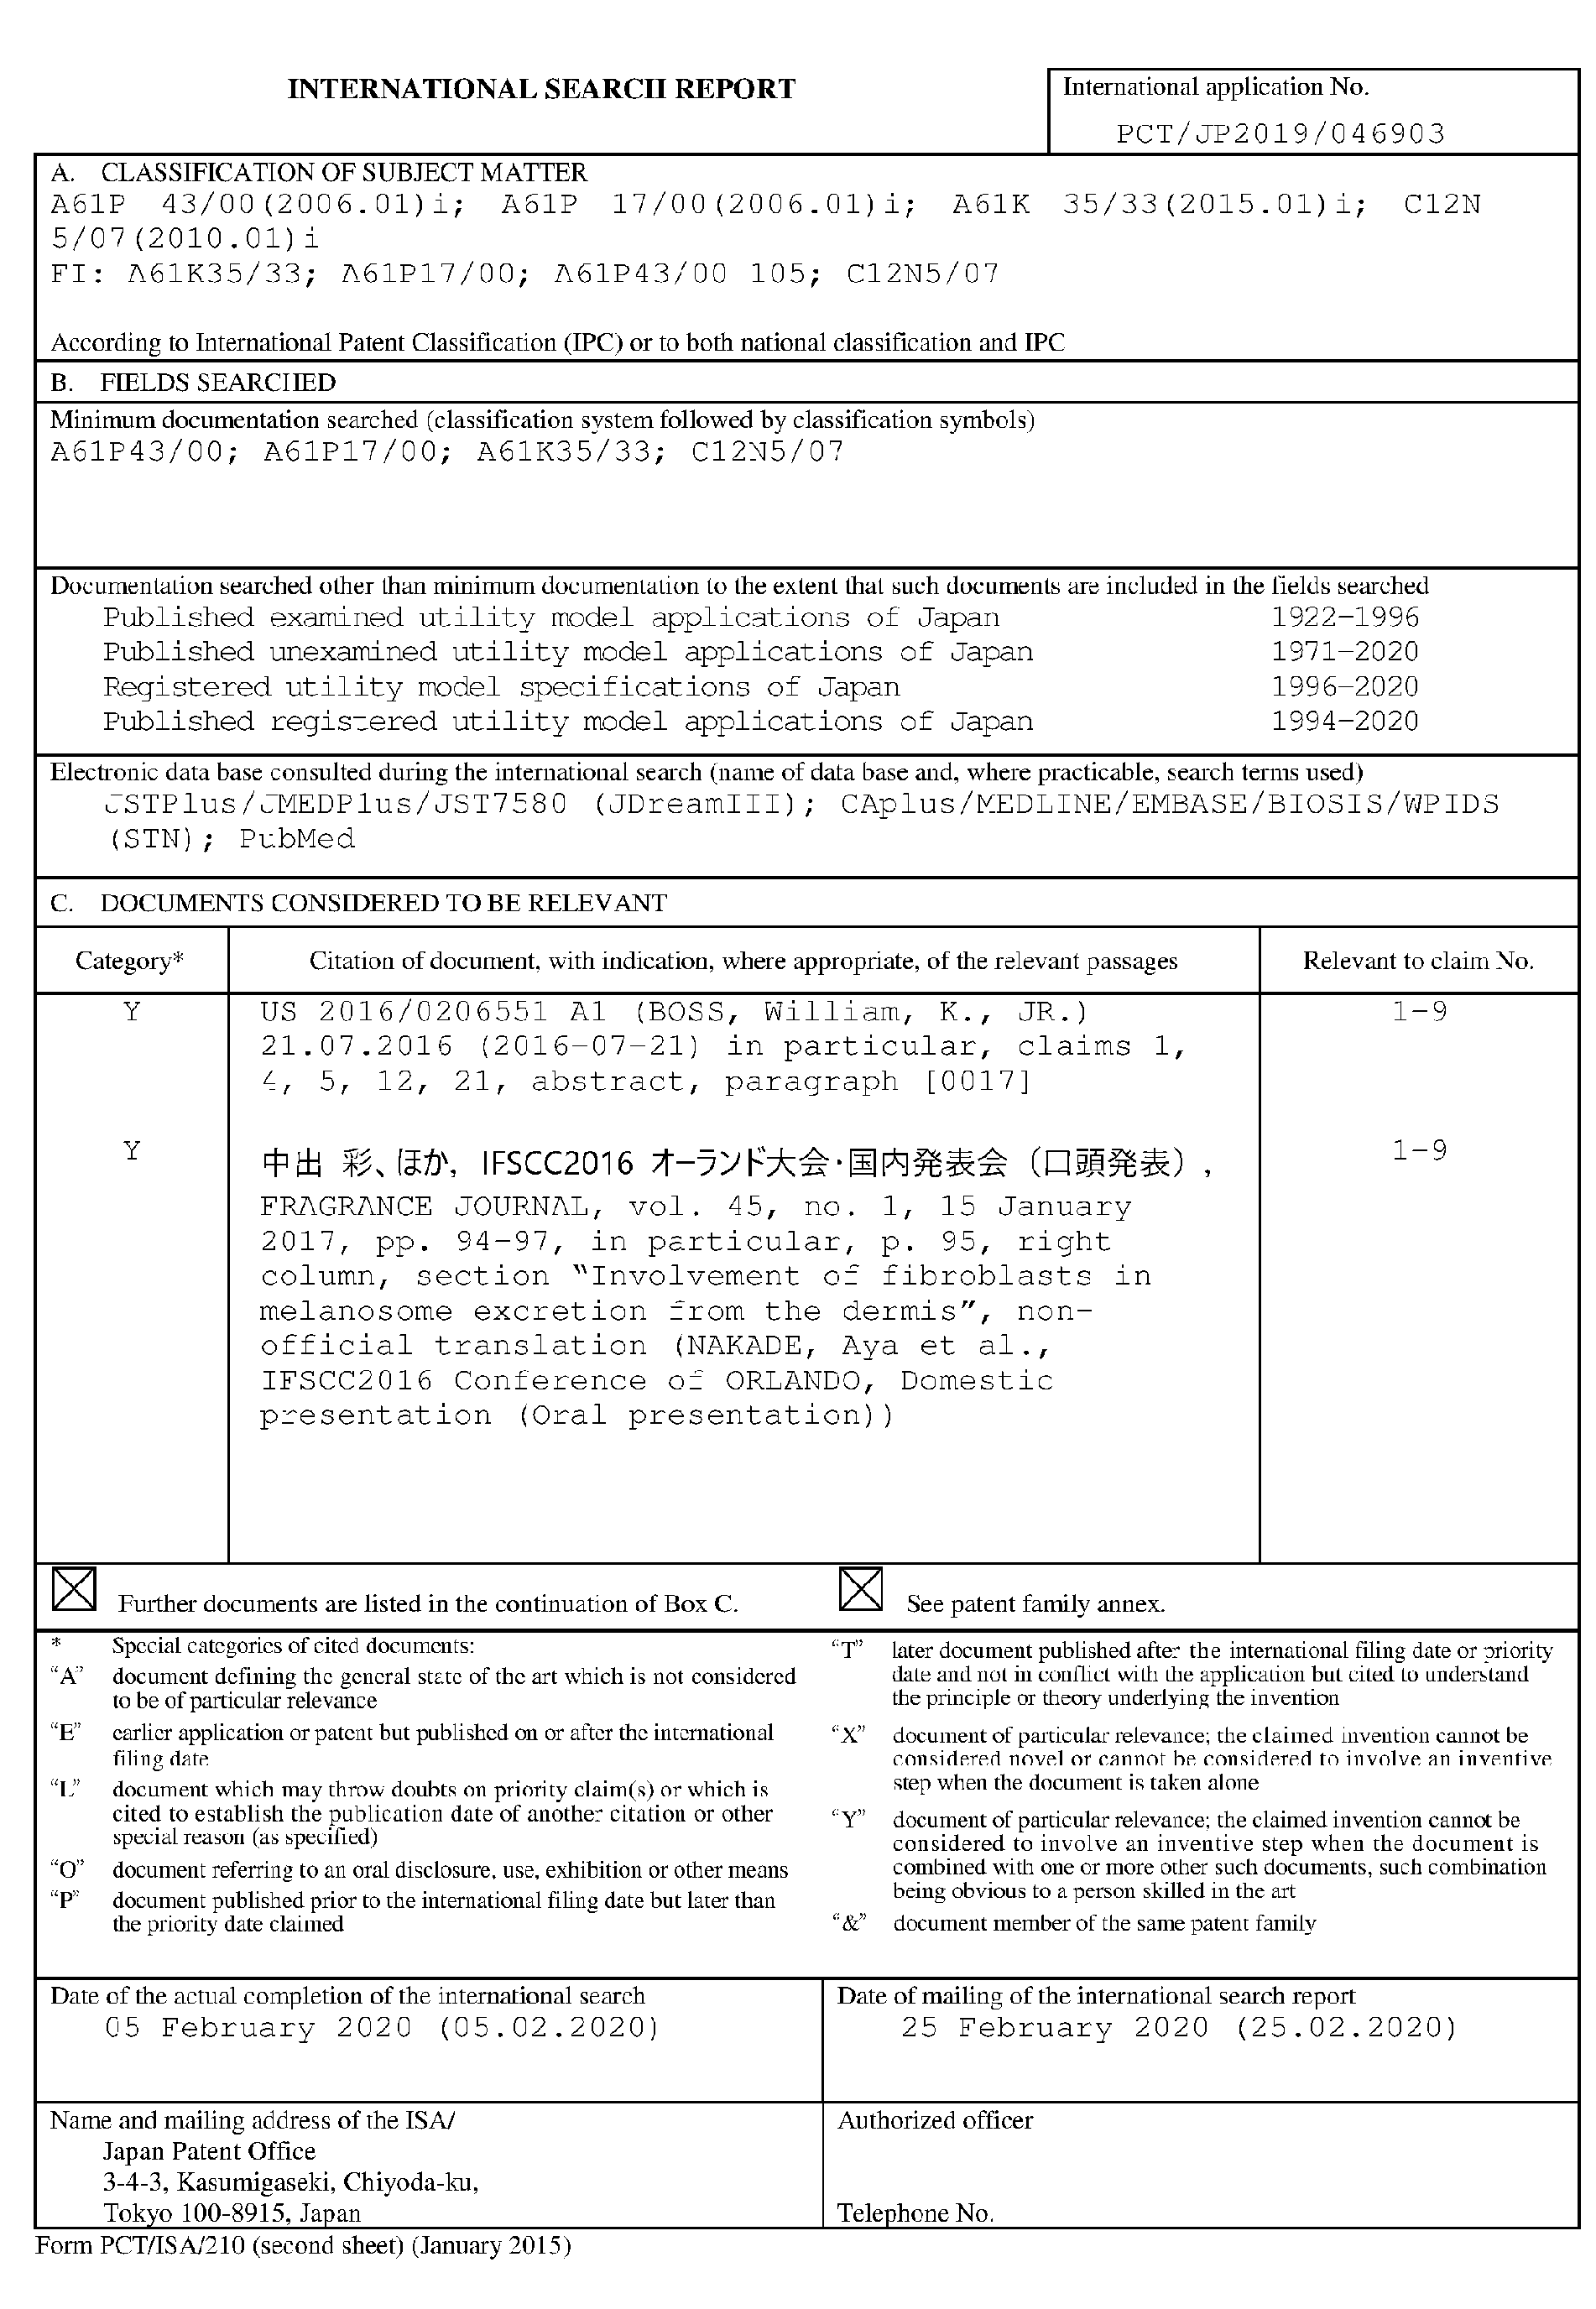 INTERNATIONAL SEARCH REPORT
International application No.
PCT/JP2019/046903
A. CLASSIFICATION OF SUBJECT MATTER
A61P 43/00(2006.01)i; A61P 17/00(2006.01)i; A61K 35/33(2015.01)i; C12N
5/07(2010.01)i
FI: A61K35/33; A61P17/00; A61P43/00 105; C12N5/07
According to International Patent Classification (IPC) or to both national classification and IPC
B. FIELDS SEARCHED
Minimum documentation searched (classification system followed by classification symbols)
A61P43/00; A61P17/00; A61K35/33; C12N5/07
Documentation searched other than minimum documentation to the extent that such documents are included in the fields searched
Published examined utility model applications of Japan 1922-1996
Published unexamined utility model applications of Japan 1971-2020
Registered utility model specifications of Japan 1996-2020
Published registered utility model applications of Japan 1994-2020
Electronic data base consulted during the international search (name of data base and, where practicable, search terms used)
JSTPlus/JMEDPlus/JST7580 (JDreamIII); CAplus/MEDLINE/EMBASE/BIOSIS/WPIDS
(STN); PubMed
C. DOCUMENTS CONSIDERED TO BE RELEVANT
Category* Citation of document, with indication, where appropriate, of the relevant passages Relevant to claim No.
Y US 2016/0206551 A1 (BOSS, William, K., JR.) 1-9
21.07.2016 (2016-07-21) in particular, claims 1,
4, 5, 12, 21, abstract, paragraph [0017]
Y 中出 彩、ほか, IFSCC2016 オーランド大会・国内発表会（口頭発表）, 1-9
FRAGRANCE JOURNAL, vol. 45, no. 1, 15 January
2017, pp. 94-97, in particular, p. 95, right
column, section "Involvement of fibroblasts in
melanosome excretion from the dermis", non-
official translation (NAKADE, Aya et al.,
IFSCC2016 Conference of ORLANDO, Domestic
presentation (Oral presentation))
Further documents are listed in the continuation of Box C.
See patent family annex.
* Special categories of cited documents:
"A" document defining the general state of the art which is not considered
to be of particular relevance
"E" earlier application or patent but published on or after the international
filing date
"L" document which may throw doubts on priority claim(s) or which is
cited to establish the publication date of another citation or other
special reason (as specified)
"O" document referring to an oral disclosure, use, exhibition or other means
"P" document published prior to the international filing date but later than
the priority date claimed
"T" later document published after the international filing date or priority
date and not in conflict with the application but cited to understand
the principle or theory underlying the invention
"X" document of particular relevance; the claimed invention cannot be
considered novel or cannot be considered to involve an inventive
step when the document is taken alone
"Y" document of particular relevance; the claimed invention cannot be
considered to involve an inventive step when the document is
combined with one or more other such documents, such combination
being obvious to a person skilled in the art
"&" document member of the same patent family
Date of the actual completion of the international search
05 February 2020 (05.02.2020)
Date of mailing of the international search report
25 February 2020 (25.02.2020)
Name and mailing address of the ISA/
Japan Patent Office
3-4-3, Kasumigaseki, Chiyoda-ku,
Tokyo 100-8915, Japan
Authorized officer
Telephone No.
Form PCT/ISA/210 (second sheet) (January 2015)